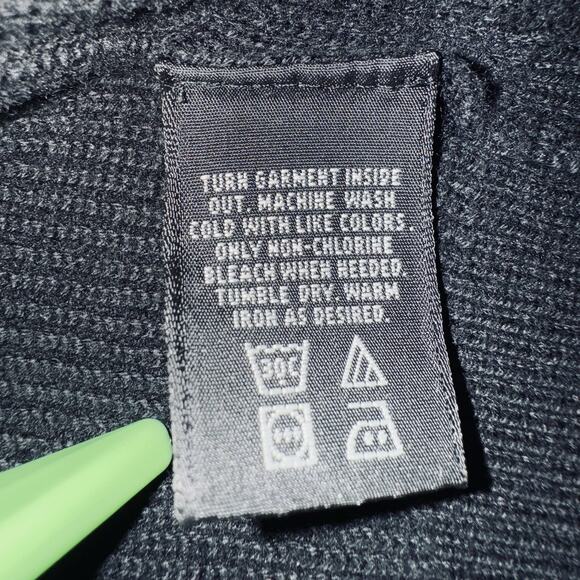 TURN GARMENT INSIDE
OUT. MACHINE WASH
COLD WITH LIKE COLORS.
ONLY NON-CHLORINE
BLEACH WHEN NEEDED.
TUMBLE DRY. WARM
IRON AS DESIRED.
30C